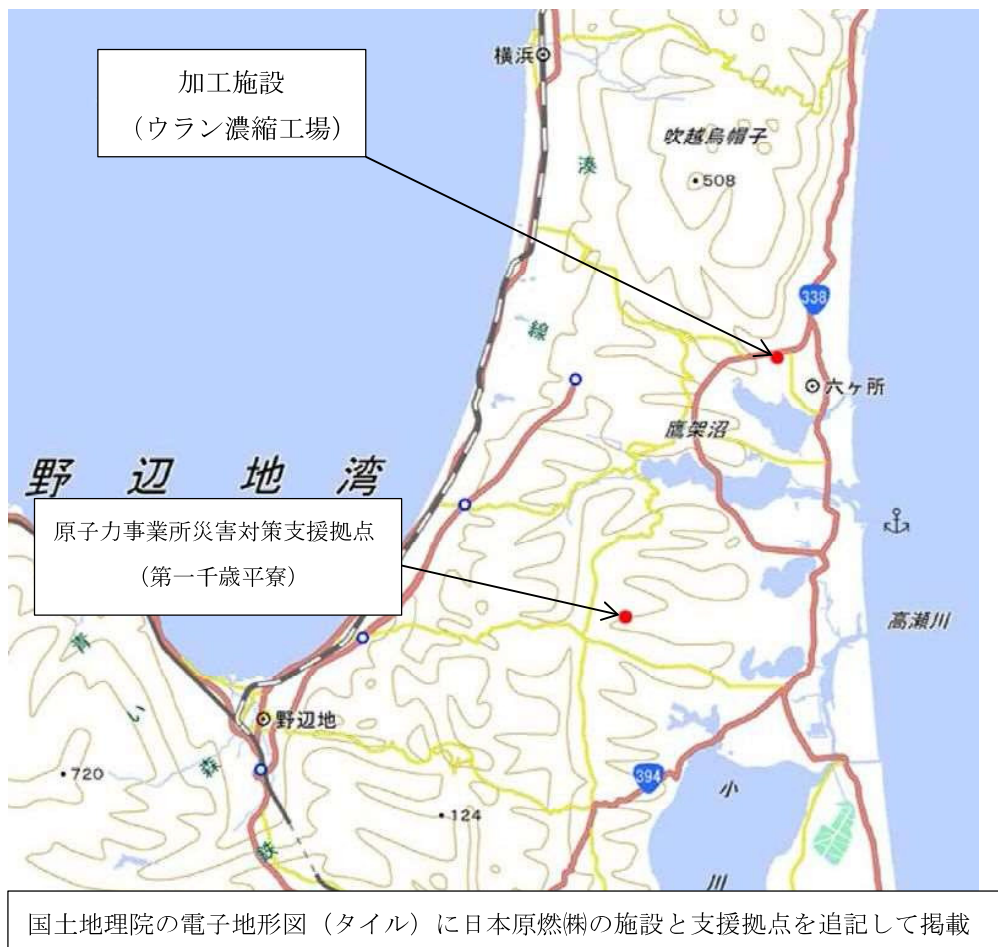 横浜
加工施設
（ウラン濃縮工場）
吹越烏帽子
508
湊
338
線
六ヶ所
鷹架沼
野辺地湾
原子力事業所災害対策支援拠点
（第一千歳平寮）
高瀬川
青い森鉄
野辺地
720
394
124
小川
国土地理院の電子地形図（タイル）に日本原燃㈱の施設と支援拠点を追記して掲載